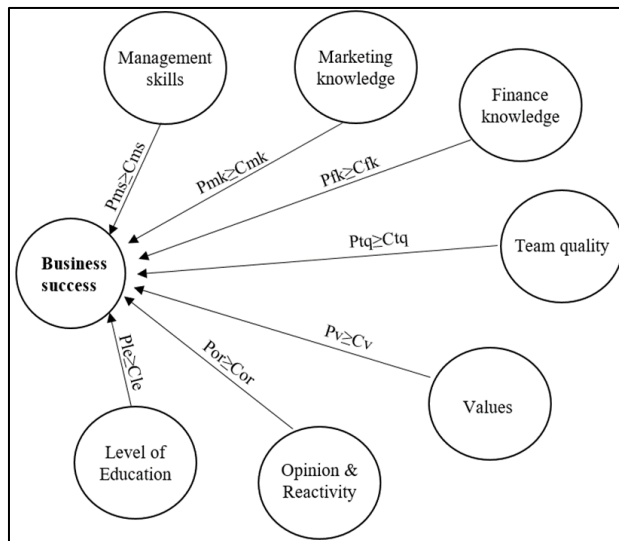 Management
skills
Marketing
knowledge
Finance
knowledge
Pms≥Cms
Pmk≥Cmk
Pfk≥Cfk
Ptq≥Ctq
Team quality
Business
success
Pv≥Cv
Por≥Cor
Ple≥Cle
Values
Level of
Education
Opinion &
Reactivity